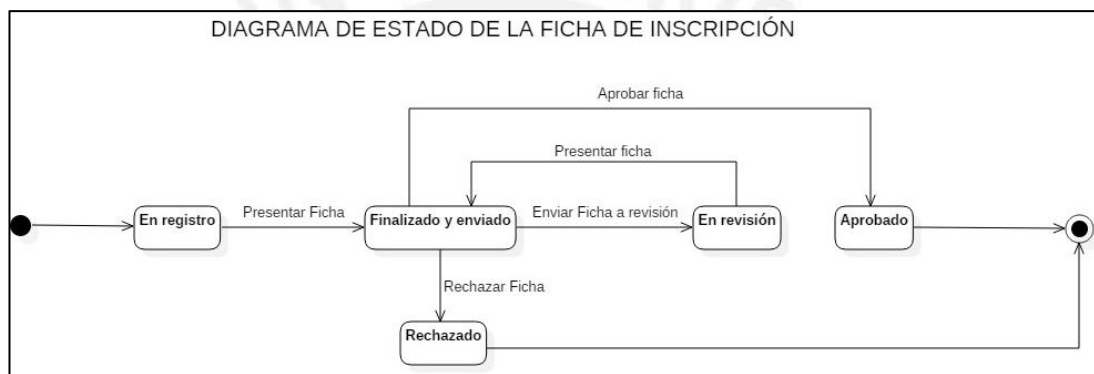 DIAGRAMA DE ESTADO DE LA FICHA DE INSCRIPCIÓN
Aprobar ficha
Presentar ficha
En registro
Presentar Ficha
Finalizado y enviado
Enviar Ficha a revisión
En revisión
Aprobado
Rechazar Ficha
Rechazado